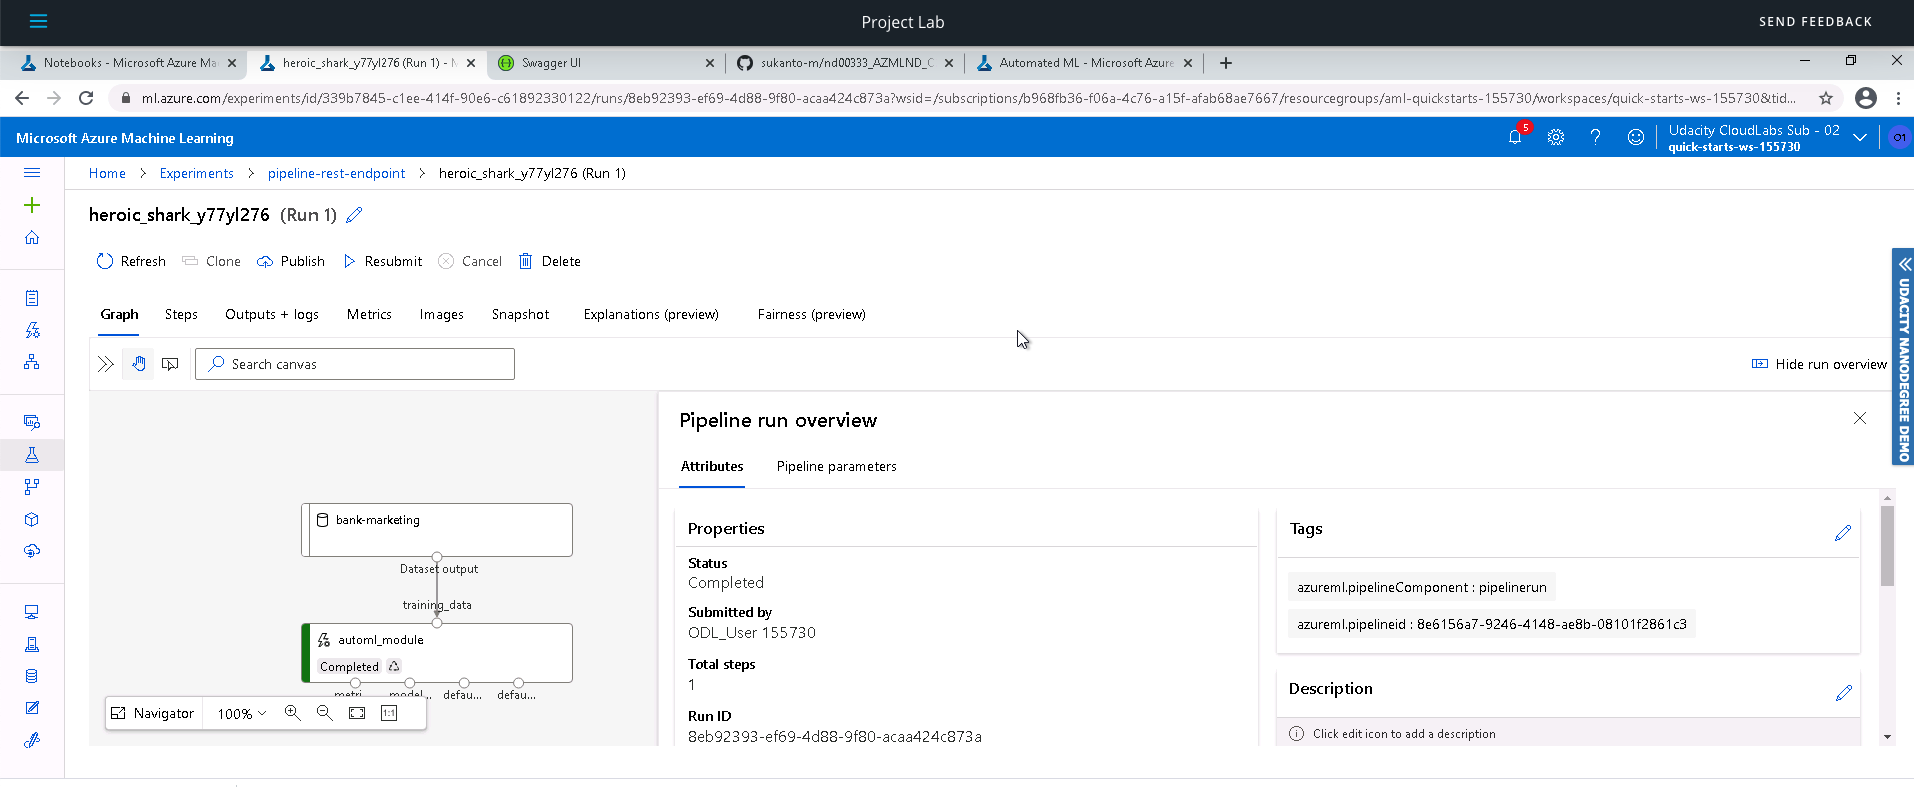 Project Lab
SEND FEEDBACK
Notebooks - Microsoft Azure Ma
heroic_shark_y77yl276 (Run 1) - M
Swagger UI
sukanto-m/nd00333_AZMLND_C
Automated ML - Microsoft Azure
ml.azure.com/experiments/id/339b7845-c1ee-414f-90e6-c61892330122/runs/8eb92393-ef69-4d88-9f80-acaa424c873a?wsid=/subscriptions/b968fb36-f06a-4c76-a15f-afab68ae7667/resourcegroups/aml-quickstarts-155730/workspaces/quick-starts-ws-155730&tid...
Microsoft Azure Machine Learning
5
?
Udacity CloudLabs Sub - 02
quick-starts-ws-155730
O1
Home > Experiments > pipeline-rest-endpoint > heroic_shark_y77yl276 (Run 1)
heroic_shark_y77yl276 (Run 1)
Refresh Clone Publish Resubmit Cancel Delete
Graph Steps Outputs + logs Metrics Images Snapshot Explanations (preview) Fairness (preview)
Search canvas
Hide run overview
UDACITY NANODEGREE DEMO
bank-marketing
Dataset output
training_data
automl_module
Completed
metri... model... defau... defau...
Navigator 100% 1:1
Pipeline run overview
Attributes Pipeline parameters
Properties
Status
Completed
Submitted by
ODL_User 155730
Total steps
1
Run ID
8eb92393-ef69-4d88-9f80-acaa424c873a
Tags
azureml.pipelineComponent : pipelinerun
azureml.pipelineid : 8e6156a7-9246-4148-ae8b-08101f2861c3
Description
Click edit icon to add a description